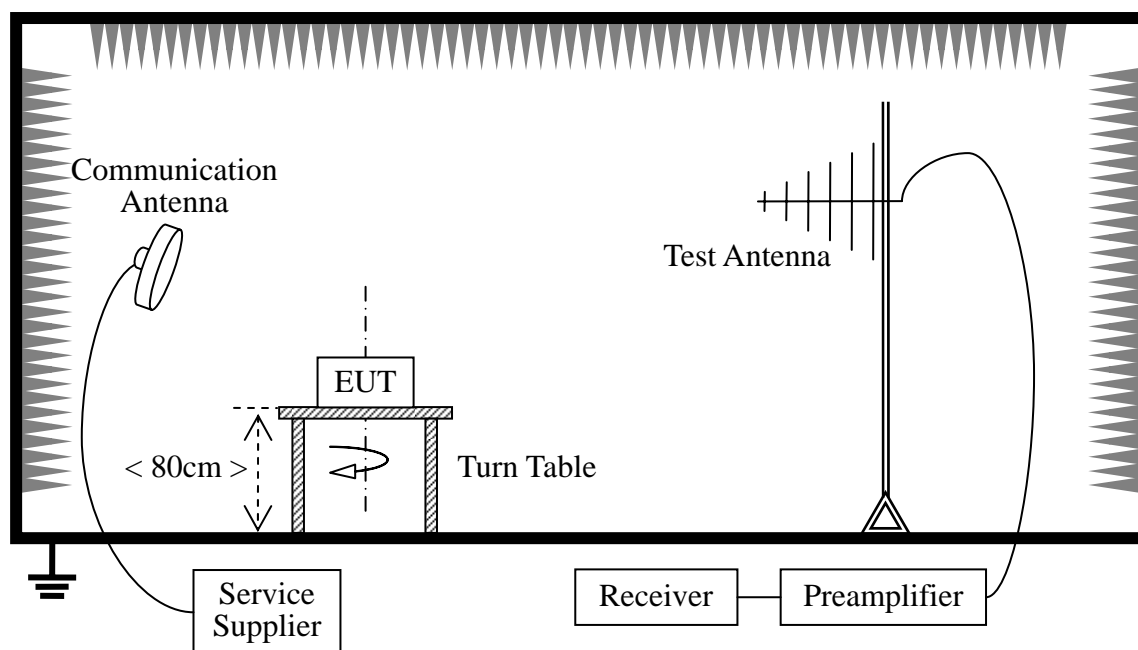 Communication
Antenna
Test Antenna
EUT
< 80cm >
Turn Table
Service
Supplier
Receiver
Preamplifier